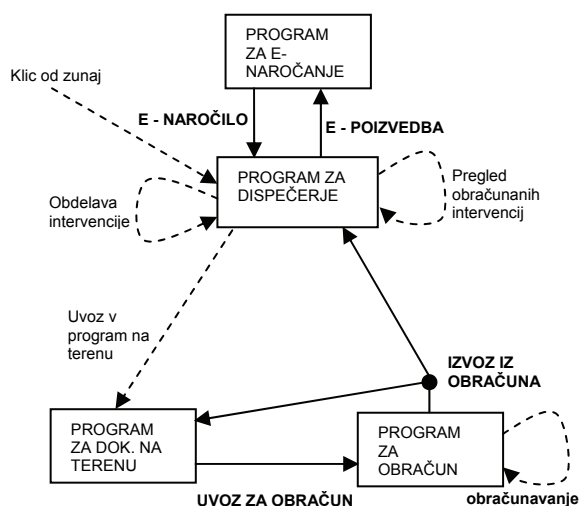 PROGRAM
ZA E-
NAROČANJE
Klic od zunaj
E - NAROČILO
E - POIZVEDBA
PROGRAM ZA
DISPEČERJE
Pregled
obračunanih
intervencij
Obdelava
intervencije
Uvoz v
program na
terenu
IZVOZ IZ
OBRAČUNA
PROGRAM
ZA DOK. NA
TERENU
PROGRAM
ZA
OBRAČUN
UVOZ ZA OBRAČUN
obračunavanje